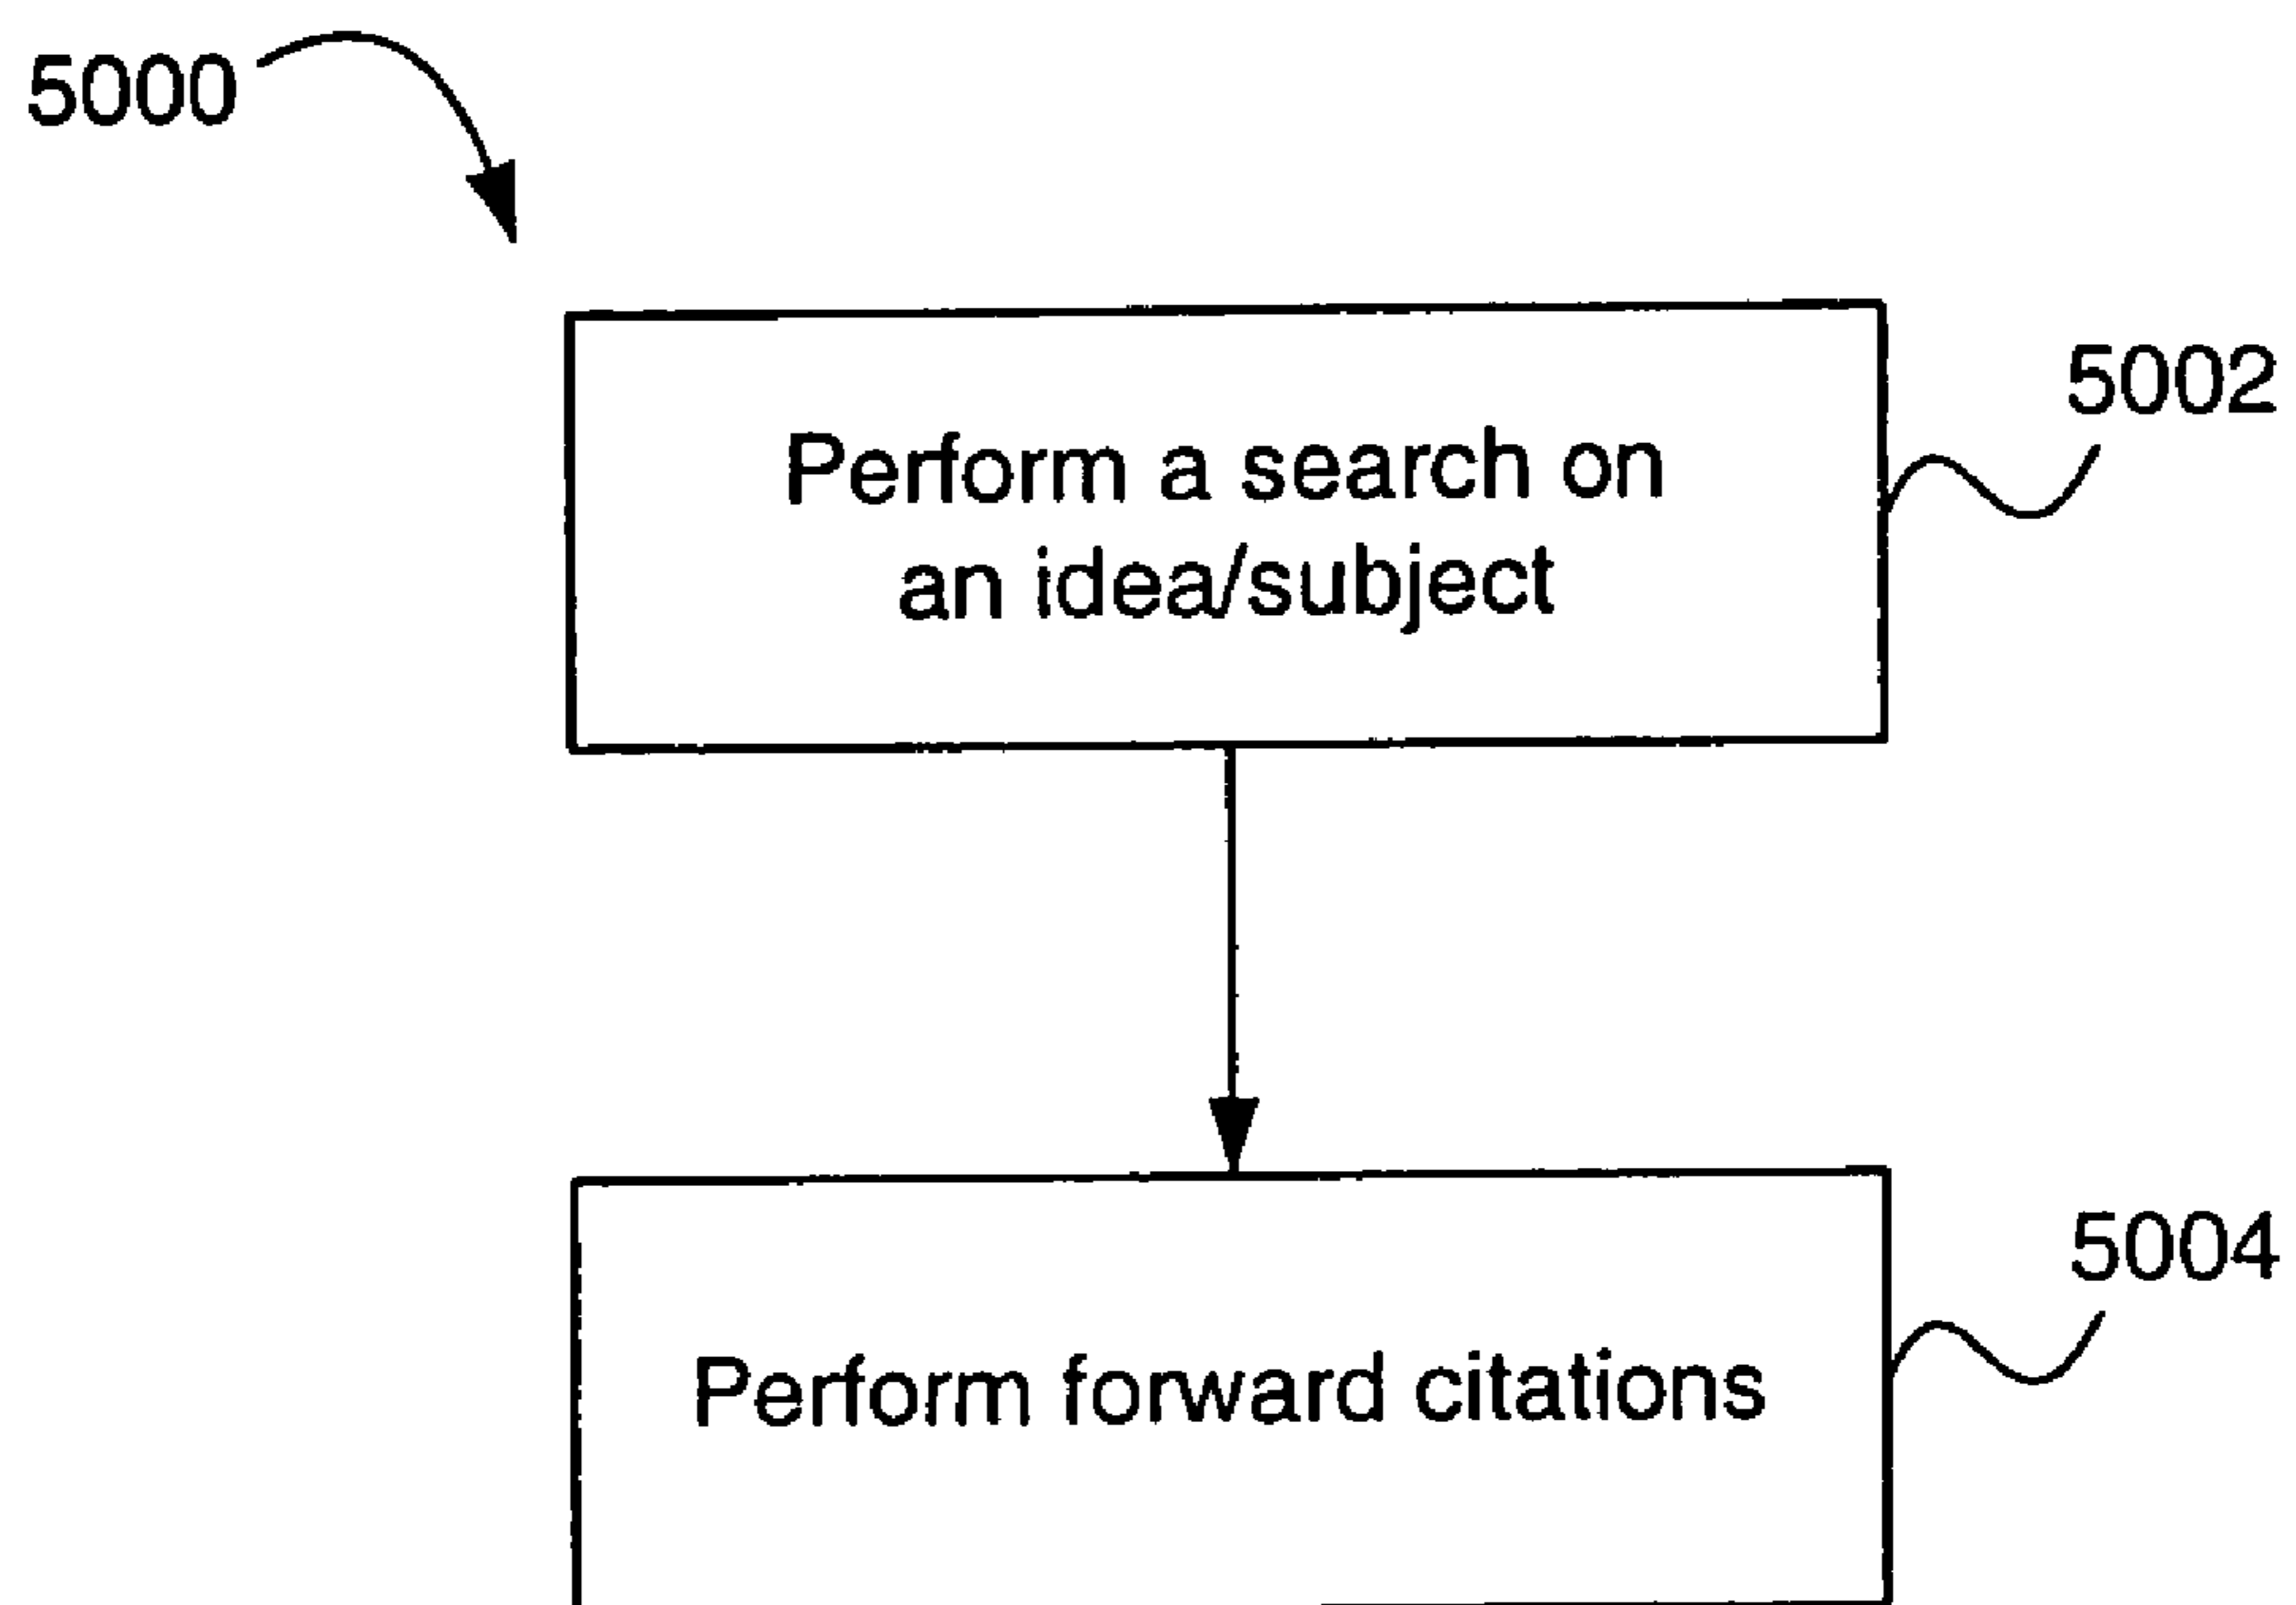 5000
5002
Perform a search on
an idea/subject
5004
Perform forward citations